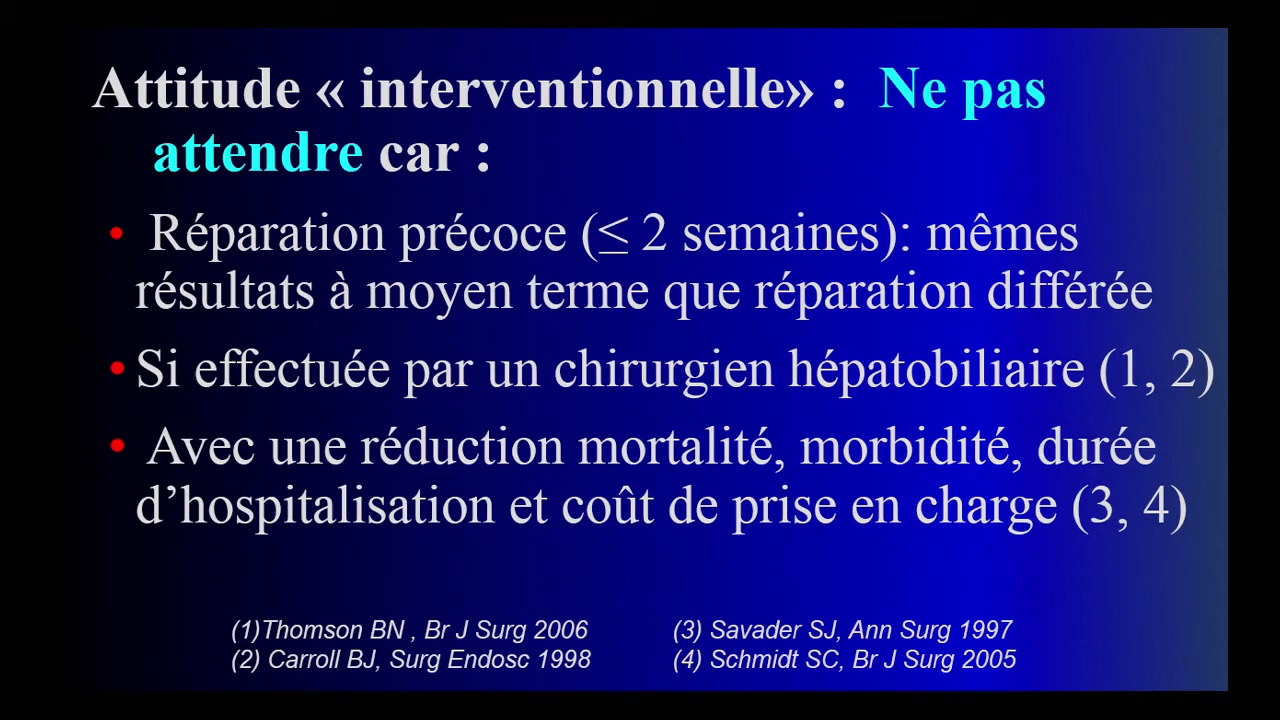 Attitude « interventionnelle» : Ne pas
attendre car :
• Réparation précoce (≤ 2 semaines): mêmes
résultats à moyen terme que réparation différée
• Si effectuée par un chirurgien hépatobiliaire (1, 2)
• Avec une réduction mortalité, morbidité, durée
d’hospitalisation et coût de prise en charge (3, 4)
(1)Thomson BN , Br J Surg 2006
(2) Carroll BJ, Surg Endosc 1998
(3) Savader SJ, Ann Surg 1997
(4) Schmidt SC, Br J Surg 2005